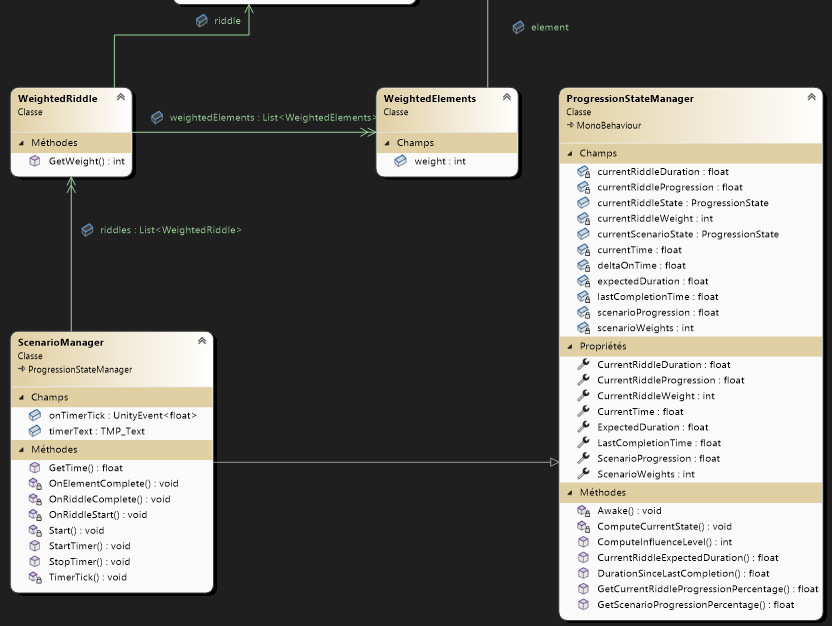 riddle
element
WeightedRiddle
Classe
Méthodes
GetWeight() : int
weightedElements : List<WeightedElements>
WeightedElements
Classe
Champs
weight : int
riddles : List<WeightedRiddle>
ScenarioManager
Classe
ProgressionStateManager
Champs
onTimerTick : UnityEvent<float>
timerText : TMP_Text
Méthodes
GetTime() : float
OnElementComplete() : void
OnRiddleComplete() : void
OnRiddleStart() : void
Start() : void
StartTimer() : void
StopTimer() : void
TimerTick() : void
ProgressionStateManager
Classe
MonoBehaviour
Champs
currentRiddleDuration : float
currentRiddleProgression : float
currentRiddleState : ProgressionState
currentRiddleWeight : int
currentScenarioState : ProgressionState
currentTime : float
deltaOnTime : float
expectedDuration : float
lastCompletionTime : float
scenarioProgression : float
scenarioWeights : int
Propriétés
CurrentRiddleDuration : float
CurrentRiddleProgression : float
CurrentRiddleWeight : int
CurrentTime : float
ExpectedDuration : float
LastCompletionTime : float
ScenarioProgression : float
ScenarioWeights : int
Méthodes
Awake() : void
ComputeCurrentState() : void
ComputeInfluenceLevel() : int
CurrentRiddleExpectedDuration() : float
DurationSinceLastCompletion() : float
GetCurrentRiddleProgressionPercentage() : float
GetScenarioProgressionPercentage() : float